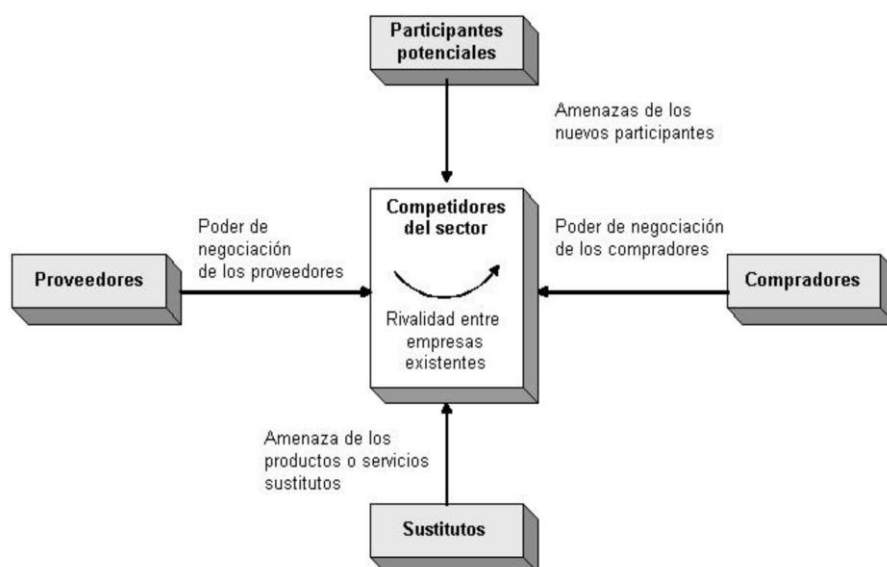 Participantes
potenciales
Amenazas de los
nuevos participantes
Competidores
del sector
Poder de
negociación
de los proveedores
Poder de negociación
de los compradores
Proveedores
Compradores
Rivalidad entre
empresas
existentes
Amenaza de los
productos o servicios
sustitutos
Sustitutos